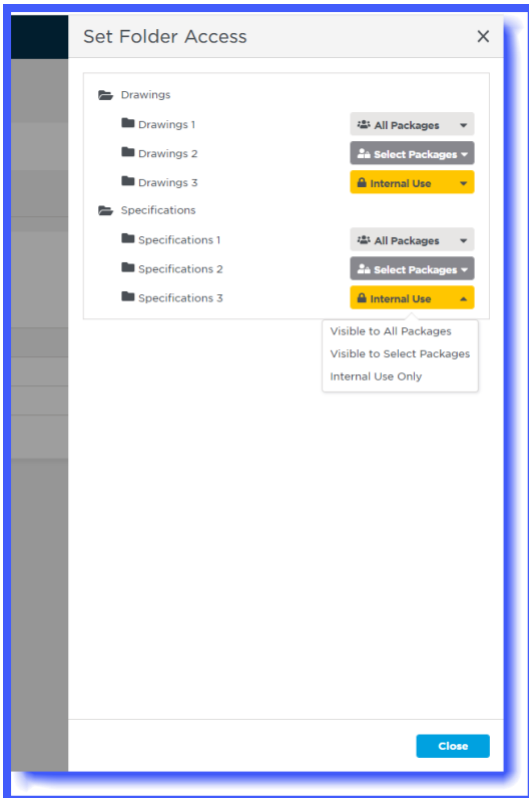 Set Folder Access
Drawings
Drawings 1 All Packages
Drawings 2 Select Packages
Drawings 3 Internal Use
Specifications
Specifications 1 All Packages
Specifications 2 Select Packages
Specifications 3 Internal Use
Visible to All Packages
Visible to Select Packages
Internal Use Only
Close